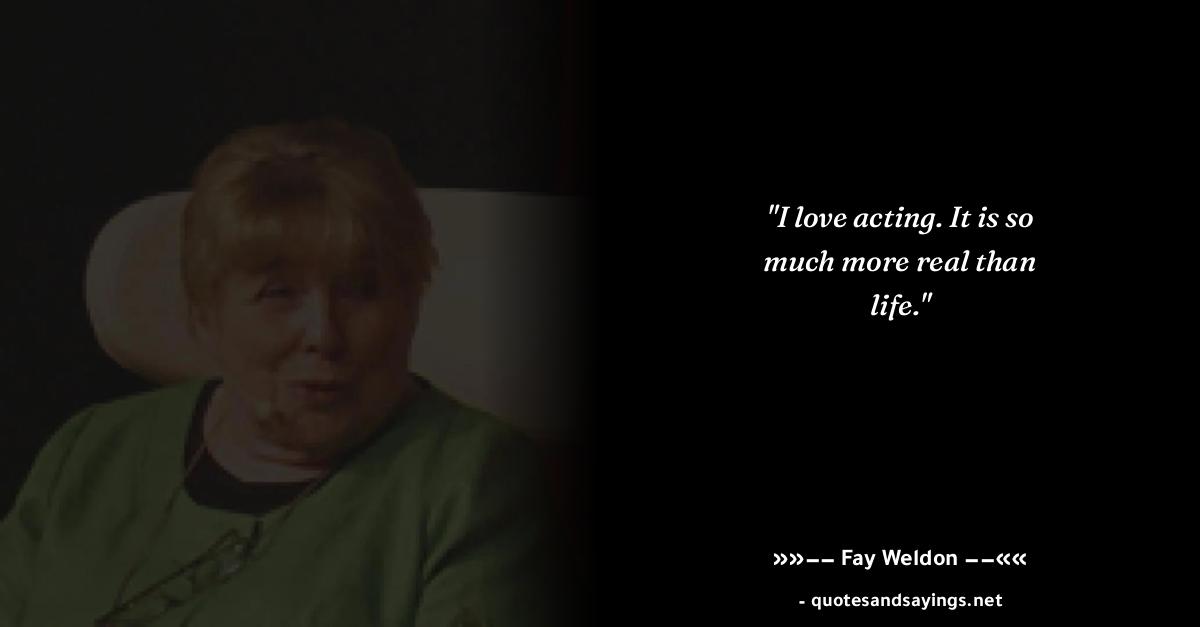 "I love acting. It is so
much more real than
life."
»»–– Fay Weldon ––««
- quotesandsayings.net